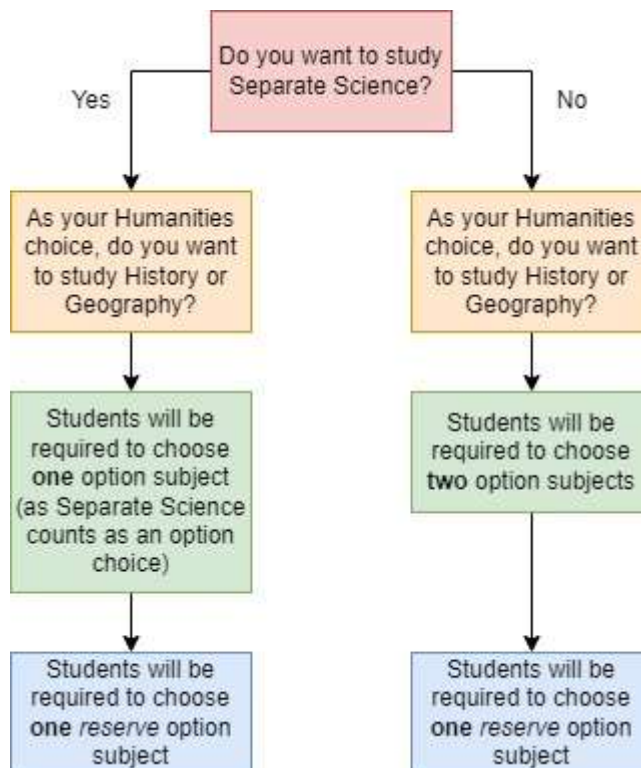 Do you want to study
Separate Science?
Yes
No
As your Humanities
choice, do you want
to study History or
Geography?
As your Humanities
choice, do you want
to study History or
Geography?
Students will be
required to choose
one option subject
(as Separate Science
counts as an option
choice)
Students will be
required to choose
two option subjects
Students will be
required to choose
one reserve option
subject
Students will be
required to choose
one reserve option
subject